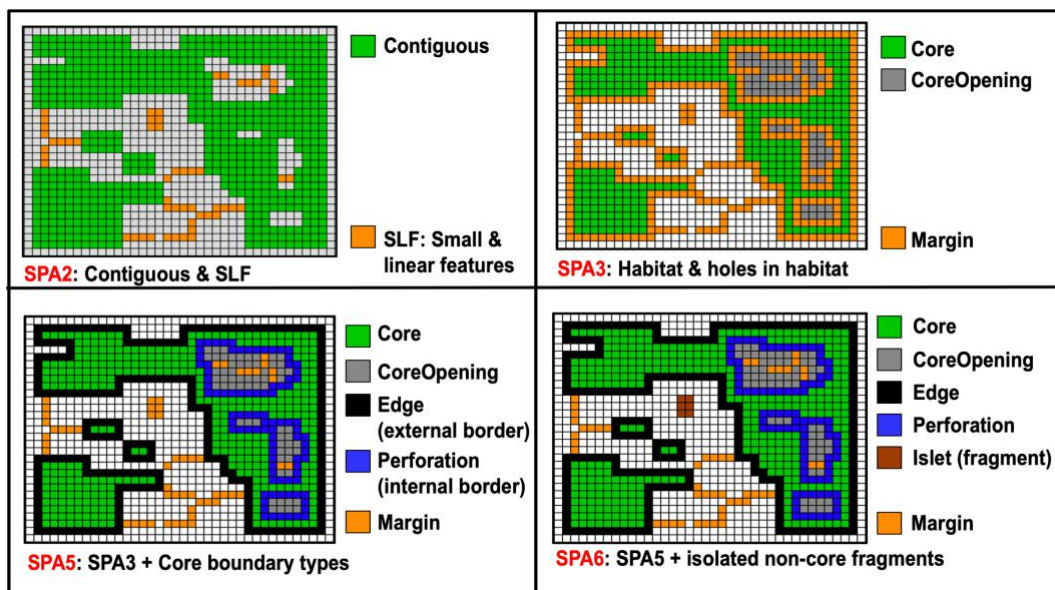 Contiguous
SLF: Small &
linear features
SPA2: Contiguous & SLF
Core
CoreOpening
Margin
SPA3: Habitat & holes in habitat
Core
CoreOpening
Edge
(external border)
Perforation
(internal border)
Margin
SPA5: SPA3 + Core boundary types
Core
CoreOpening
Edge
Perforation
Islet (fragment)
Margin
SPA6: SPA5 + isolated non-core fragments